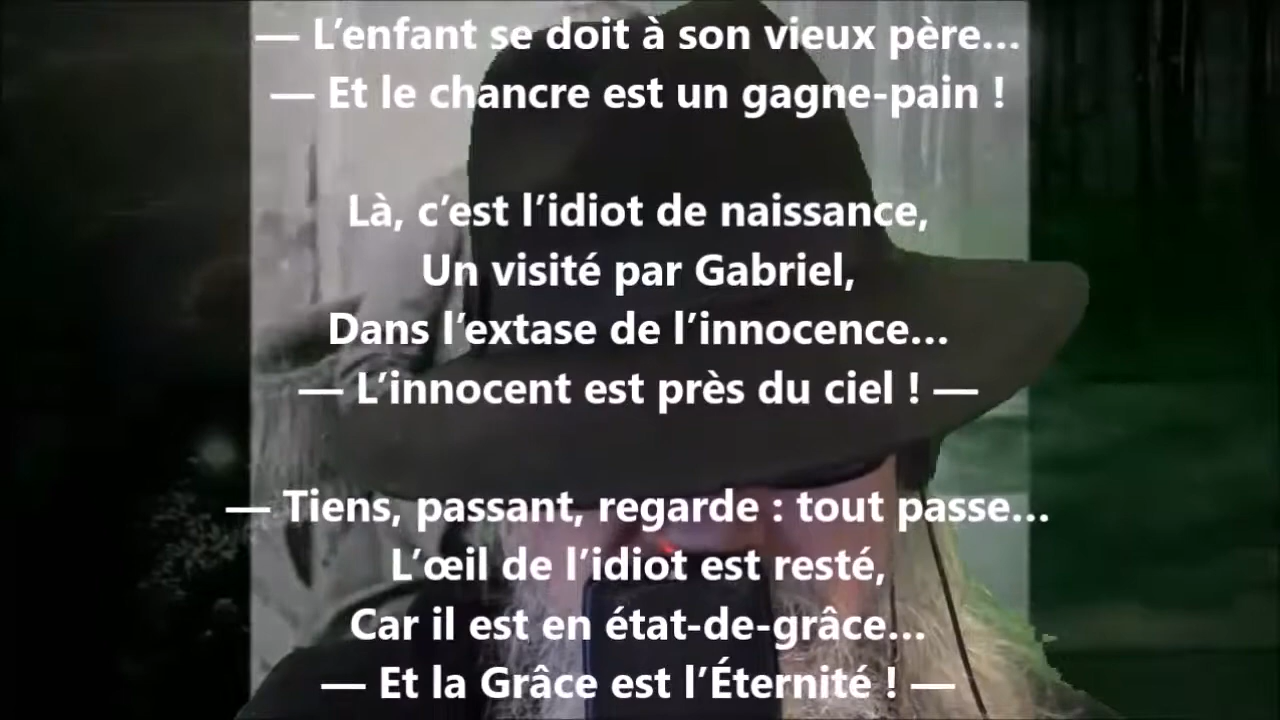 — L’enfant se doit à son vieux père…
— Et le chancre est un gagne-pain !
Là, c’est l’idiot de naissance,
Un visité par Gabriel,
Dans l’extase de l’innocence…
— L’innocent est près du ciel ! —
— Tiens, passant, regarde : tout passe…
L’œil de l’idiot est resté,
Car il est en état-de-grâce…
— Et la Grâce est l’Éternité ! —